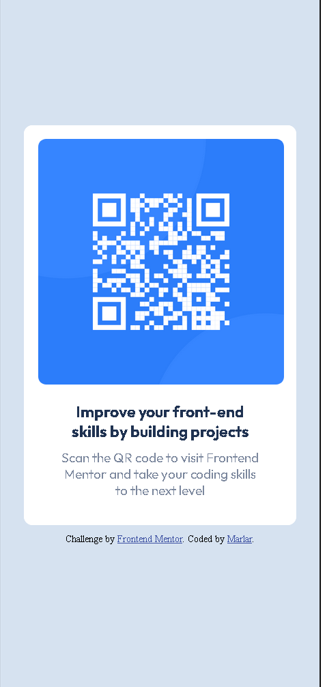 Improve your front-end
skills by building projects
Scan the QR code to visit Frontend
Mentor and take your coding skills
to the next level
Challenge by Frontend Mentor. Coded by Marlar.